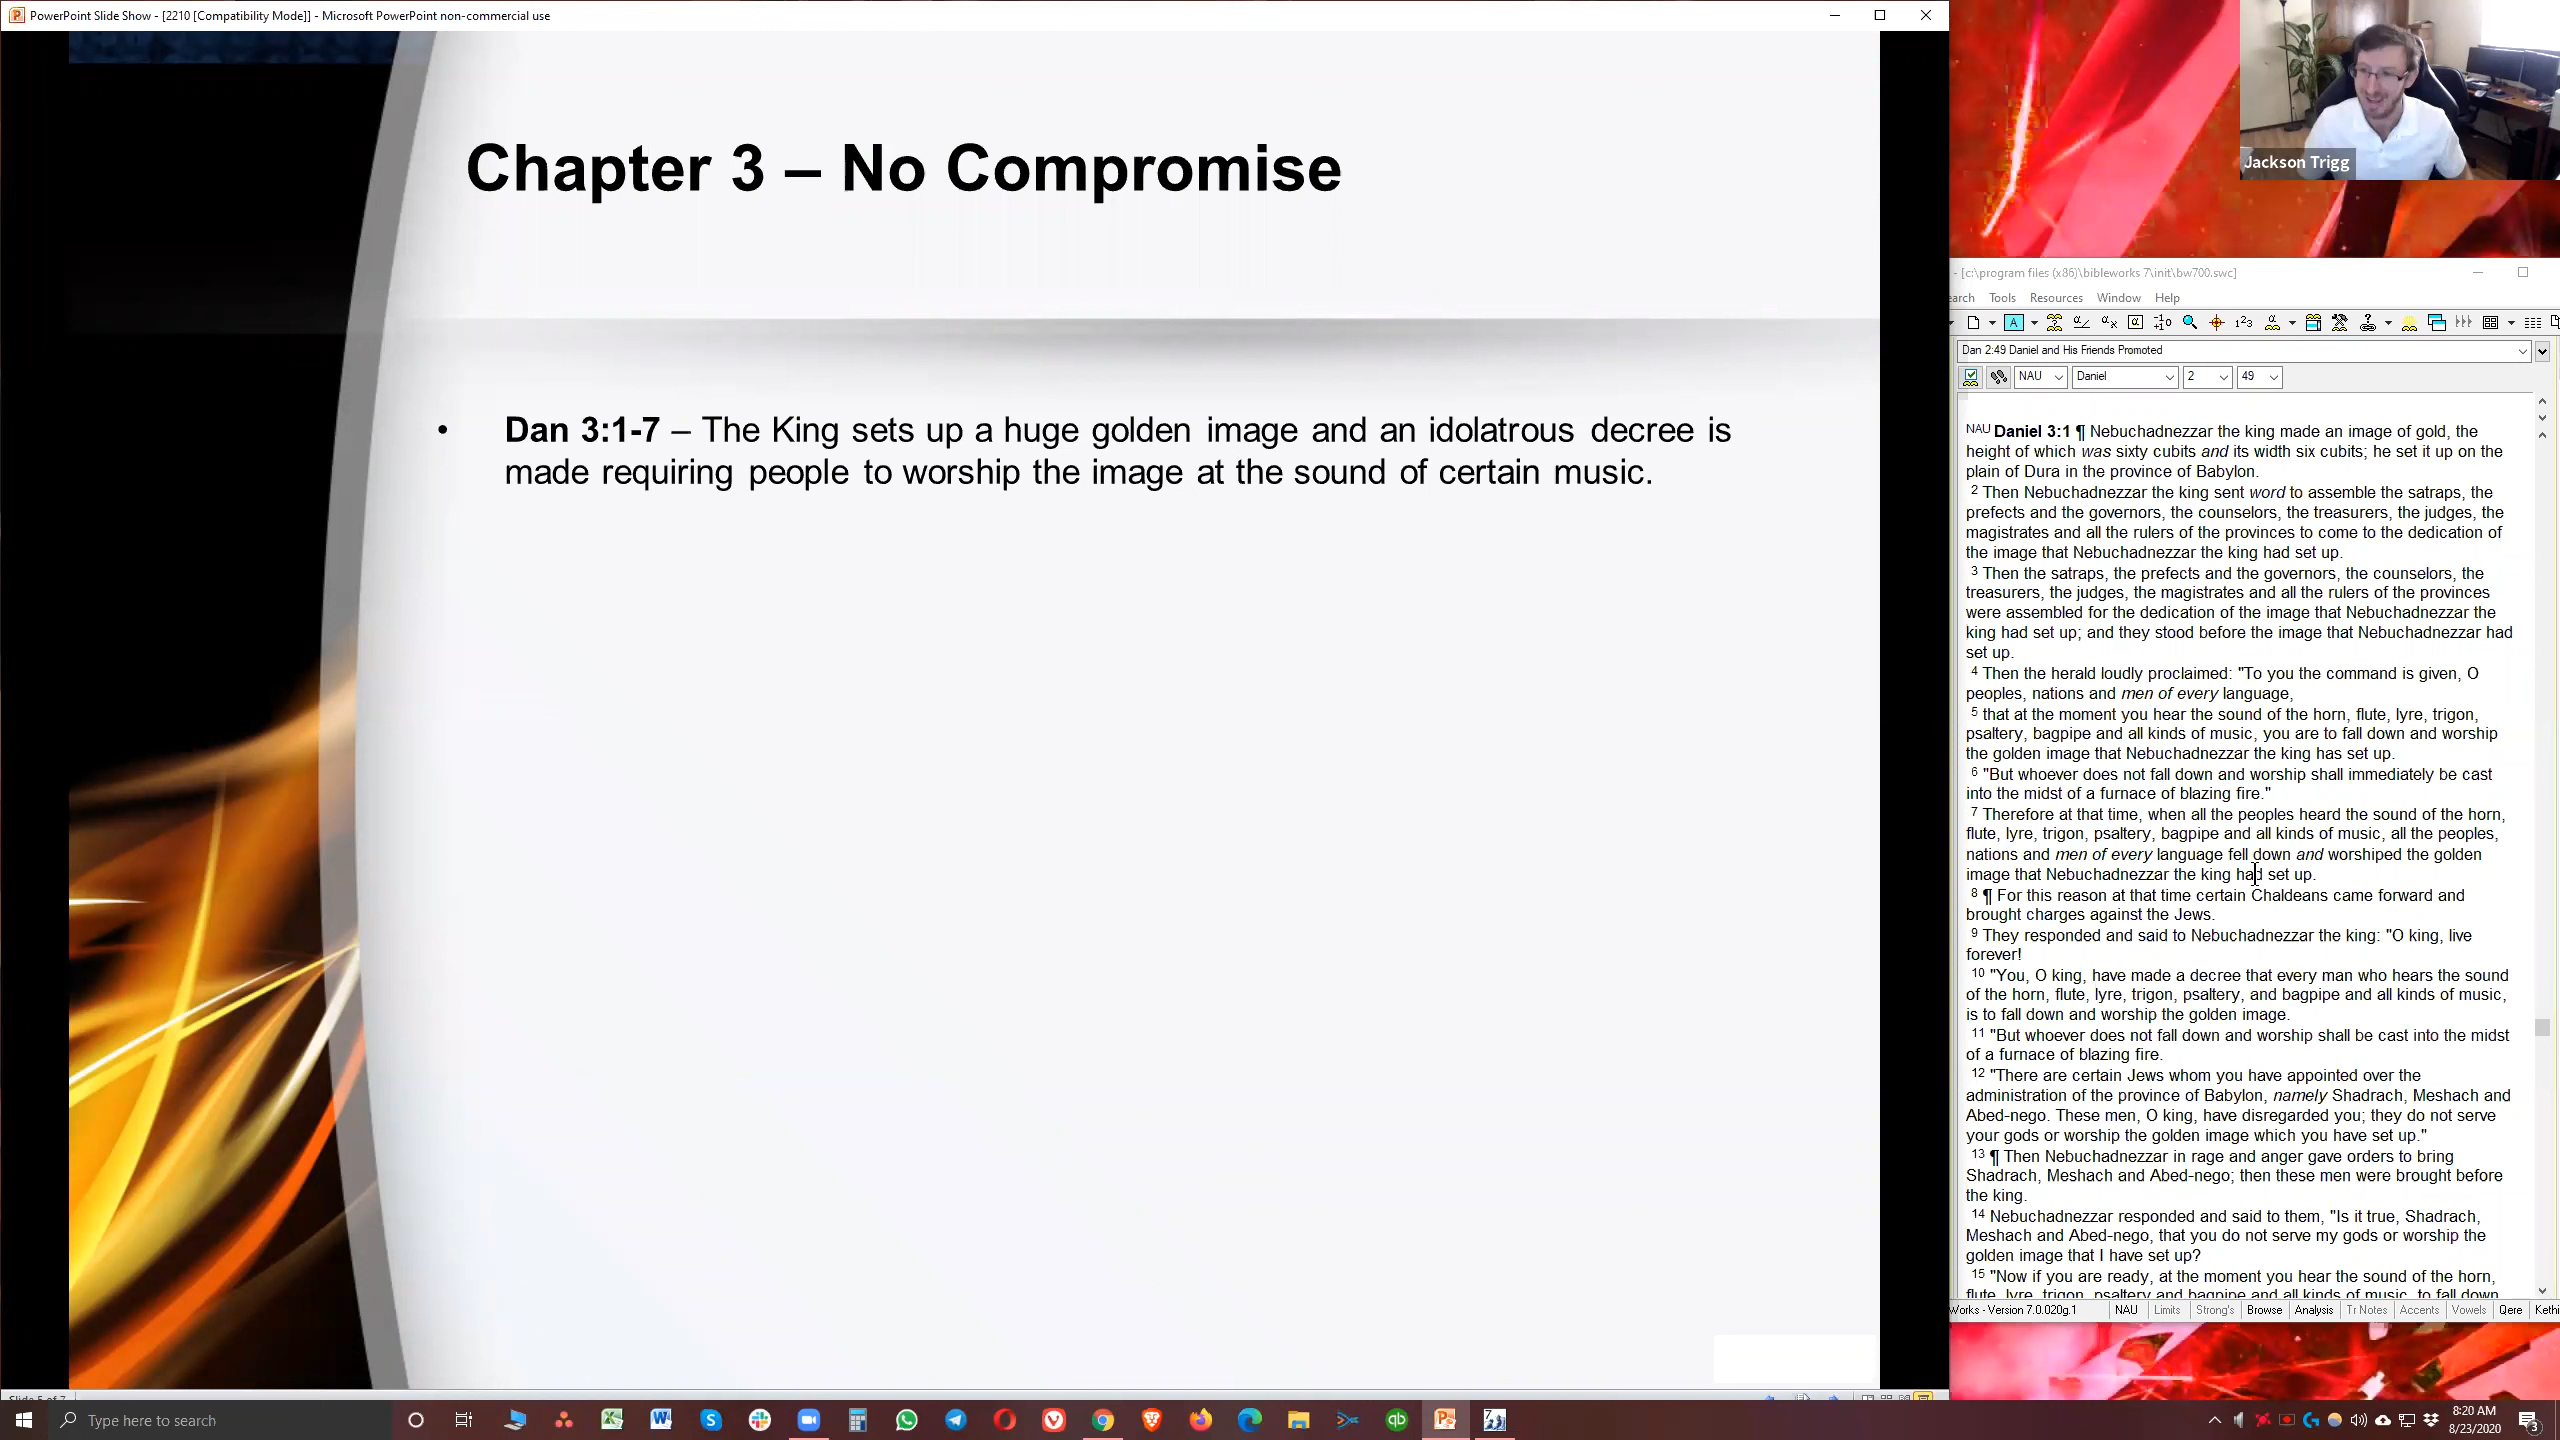 PowerPoint Slide Show - [2210 [Compatibility Mode]] - Microsoft PowerPoint non-commercial use
Chapter 3 – No Compromise
• Dan 3:1-7 – The King sets up a huge golden image and an idolatrous decree is
made requiring people to worship the image at the sound of certain music.
Jackson Trigg
- [c:\program files (x86)\bibleworks 7\init\bw700.swc]
earch Tools Resources Window Help
Dan 2:49 Daniel and His Friends Promoted
NAU Daniel 2 49
NAU Daniel 3:1 ¶ Nebuchadnezzar the king made an image of gold, the
height of which was sixty cubits and its width six cubits; he set it up on the
plain of Dura in the province of Babylon.
2 Then Nebuchadnezzar the king sent word to assemble the satraps, the
prefects and the governors, the counselors, the treasurers, the judges, the
magistrates and all the rulers of the provinces to come to the dedication of
the image that Nebuchadnezzar the king had set up.
3 Then the satraps, the prefects and the governors, the counselors, the
treasurers, the judges, the magistrates and all the rulers of the provinces
were assembled for the dedication of the image that Nebuchadnezzar the
king had set up; and they stood before the image that Nebuchadnezzar had
set up.
4 Then the herald loudly proclaimed: "To you the command is given, O
peoples, nations and men of every language,
5 that at the moment you hear the sound of the horn, flute, lyre, trigon,
psaltery, bagpipe and all kinds of music, you are to fall down and worship
the golden image that Nebuchadnezzar the king has set up.
6 "But whoever does not fall down and worship shall immediately be cast
into the midst of a furnace of blazing fire."
7 Therefore at that time, when all the peoples heard the sound of the horn,
flute, lyre, trigon, psaltery, bagpipe and all kinds of music, all the peoples,
nations and men of every language fell down and worshiped the golden
image that Nebuchadnezzar the king had set up.
8 ¶ For this reason at that time certain Chaldeans came forward and
brought charges against the Jews.
9 They responded and said to Nebuchadnezzar the king: "O king, live
forever!
10 "You, O king, have made a decree that every man who hears the sound
of the horn, flute, lyre, trigon, psaltery, and bagpipe and all kinds of music,
is to fall down and worship the golden image.
11 "But whoever does not fall down and worship shall be cast into the midst
of a furnace of blazing fire.
12 "There are certain Jews whom you have appointed over the
administration of the province of Babylon, namely Shadrach, Meshach and
Abed-nego. These men, O king, have disregarded you; they do not serve
your gods or worship the golden image which you have set up."
13 ¶ Then Nebuchadnezzar in rage and anger gave orders to bring
Shadrach, Meshach and Abed-nego; then these men were brought before
the king.
14 Nebuchadnezzar responded and said to them, "Is it true, Shadrach,
Meshach and Abed-nego, that you do not serve my gods or worship the
golden image that I have set up?
15 "Now if you are ready, at the moment you hear the sound of the horn,
flute, lyre, trigon, psaltery and bagpipe and all kinds of music, to fall down
Works - Version 7.0.020g.1 NAU Limits Strong's Browse Analysis Tr Notes Accents Vowels Qere Kethi
Slide 5 of 7
Type here to search
8:20 AM
8/23/2020
3